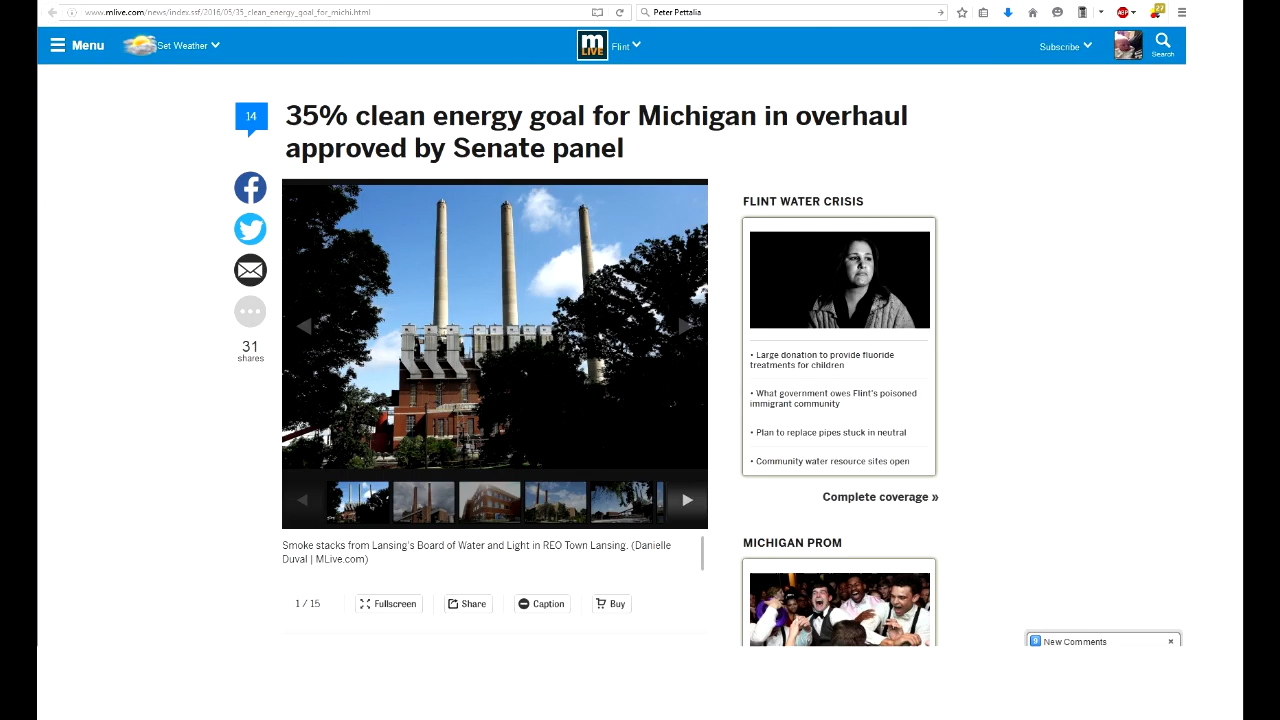 www.mlive.com/news/index.ssf/2016/05/35_clean_energy_goal_for_michi.html
Peter Pettalia
ABP
27
Menu
Set Weather
m
LIVE
Flint
Subscribe
Search
14
35% clean energy goal for Michigan in overhaul
approved by Senate panel
31
shares
Smoke stacks from Lansing's Board of Water and Light in REO Town Lansing. (Danielle
Duval | MLive.com)
1 / 15
Fullscreen
Share
Caption
Buy
FLINT WATER CRISIS
• Large donation to provide fluoride
treatments for children
• What government owes Flint's poisoned
immigrant community
• Plan to replace pipes stuck in neutral
• Community water resource sites open
Complete coverage »
MICHIGAN PROM
9 New Comments ×